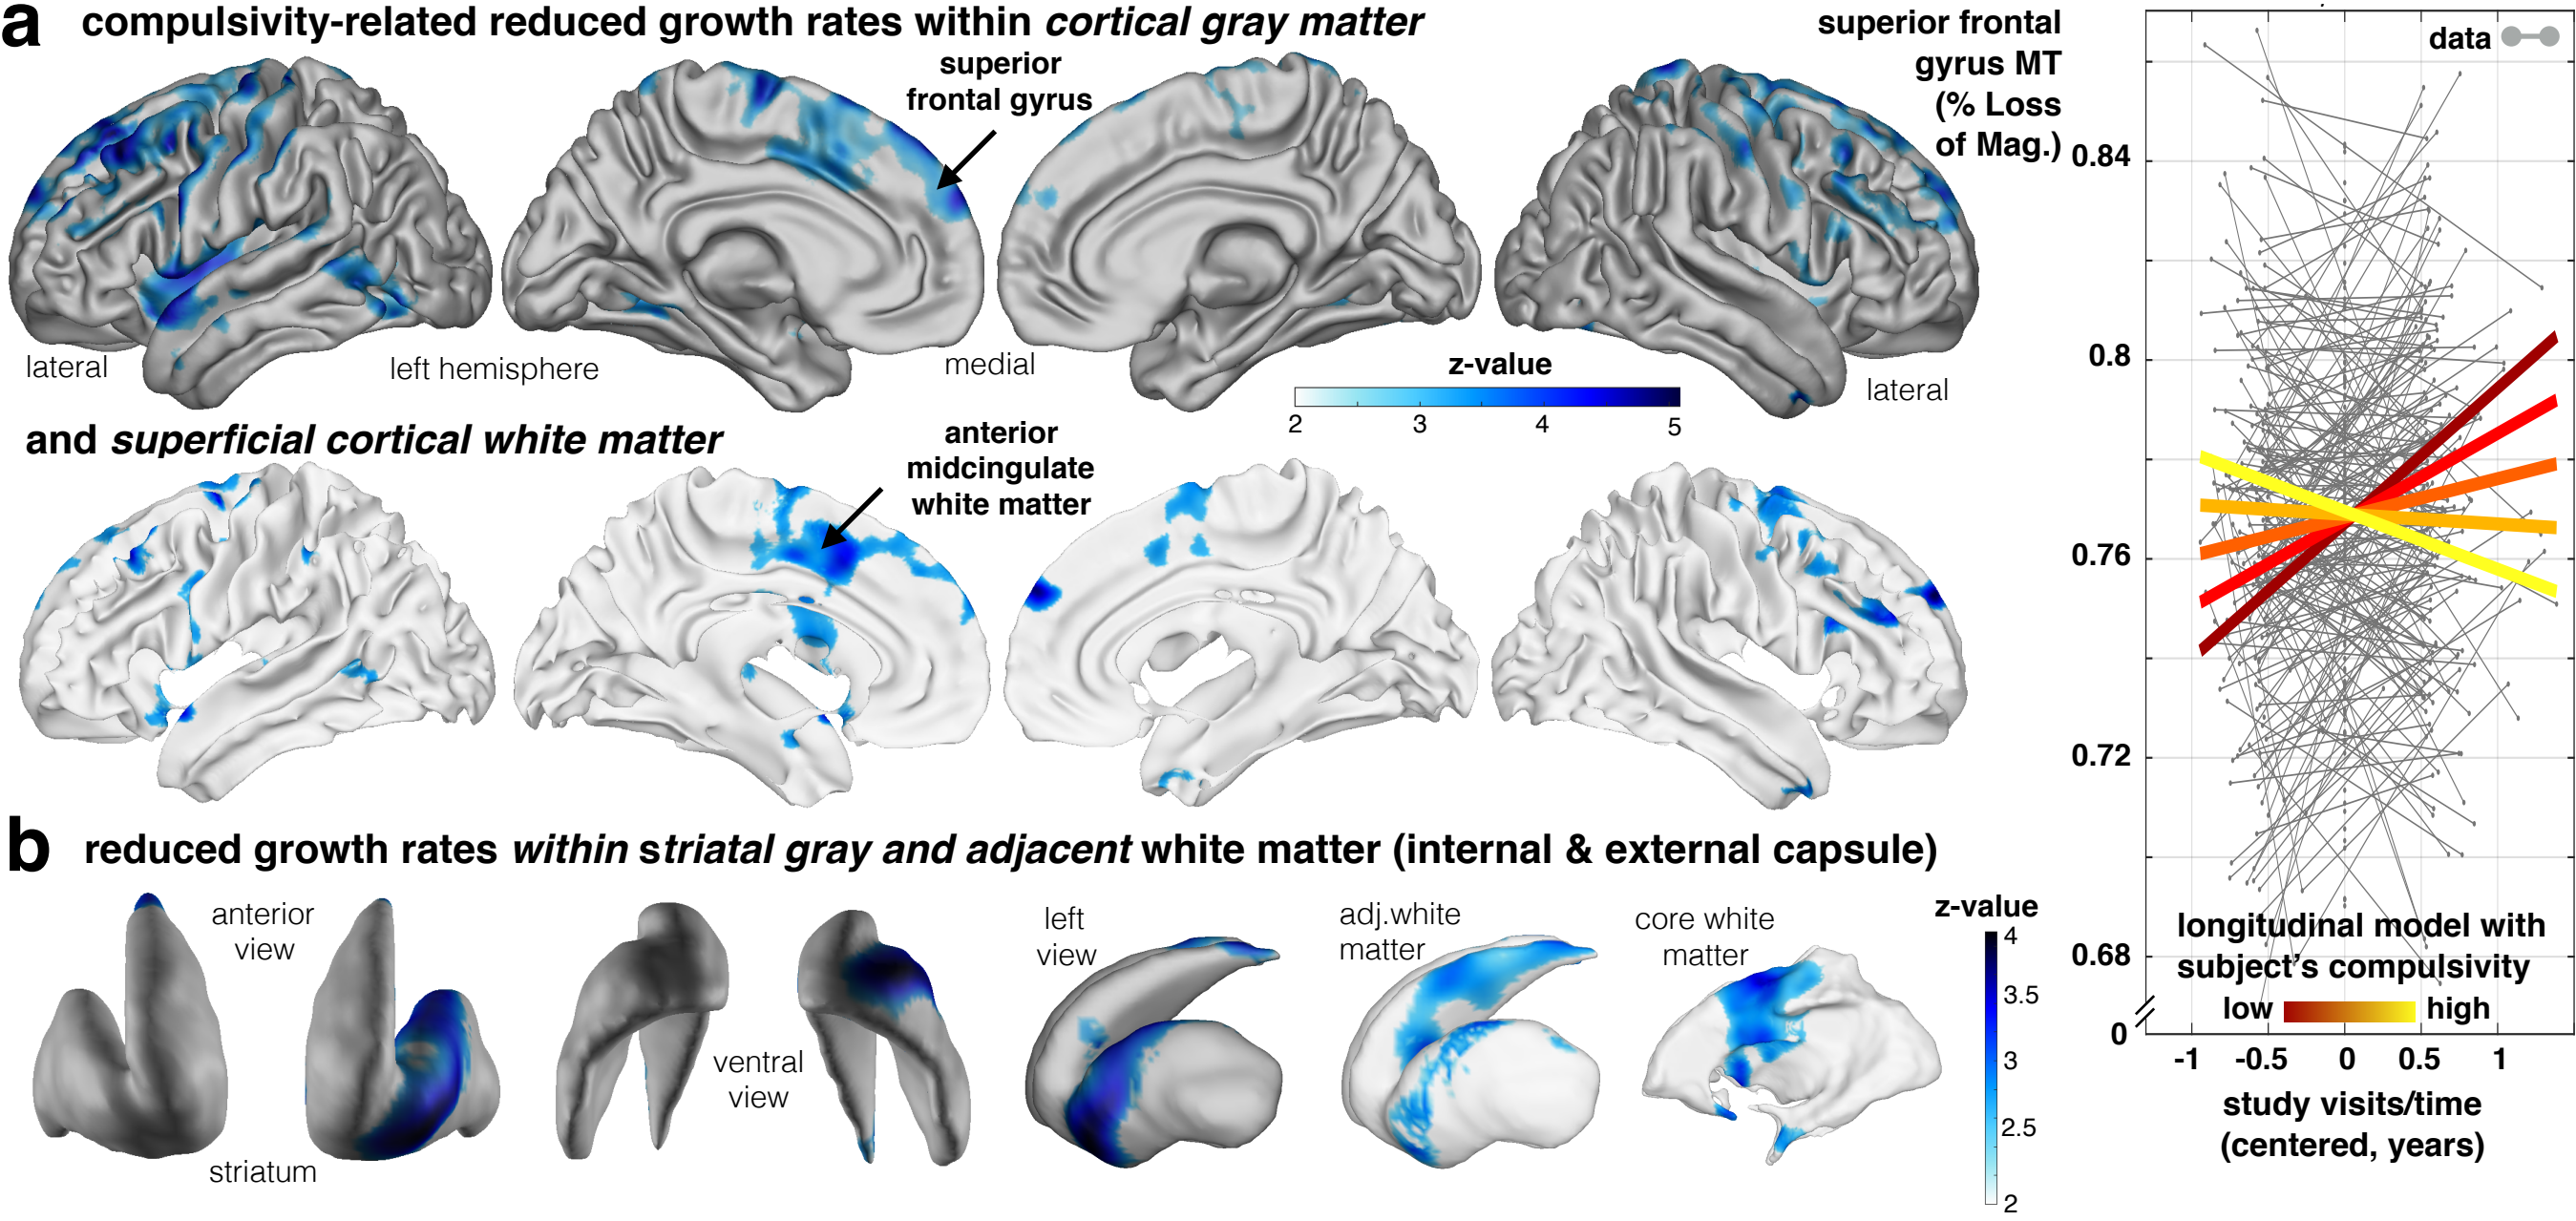 a compulsivity-related reduced growth rates within cortical gray matter
superior
frontal gyrus
lateral
left hemisphere
medial
lateral
z-value
2 3 4 5
and superficial cortical white matter
anterior
midcingulate
white matter
superior frontal
gyrus MT
(% Loss
of Mag.)
data
0.84
0.8
0.76
0.72
0.68
0
longitudinal model with
subject's compulsivity
low high
-1 -0.5 0 0.5 1
study visits/time
(centered, years)
b reduced growth rates within striatal gray and adjacent white matter (internal & external capsule)
anterior
view
striatum
ventral
view
left
view
adj.white
matter
core white
matter
z-value
4
3.5
3
2.5
2